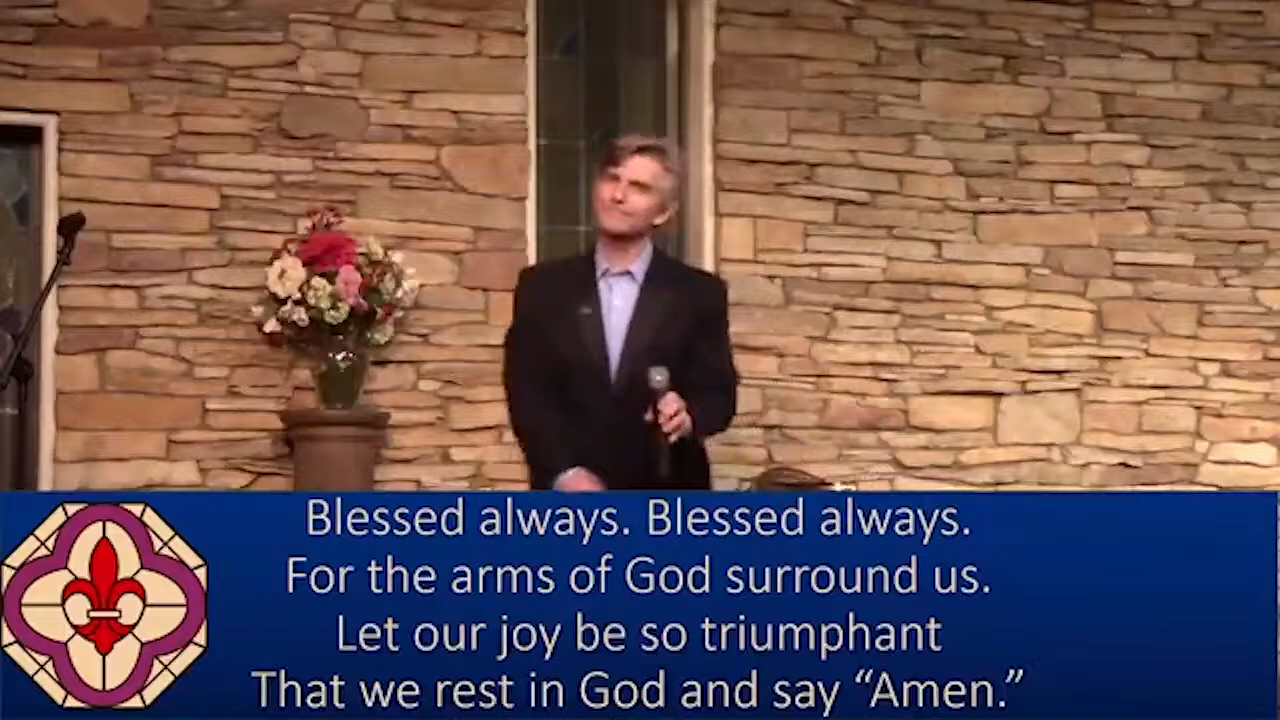 Blessed always. Blessed always.
For the arms of God surround us.
Let our joy be so triumphant
That we rest in God and say “Amen.”